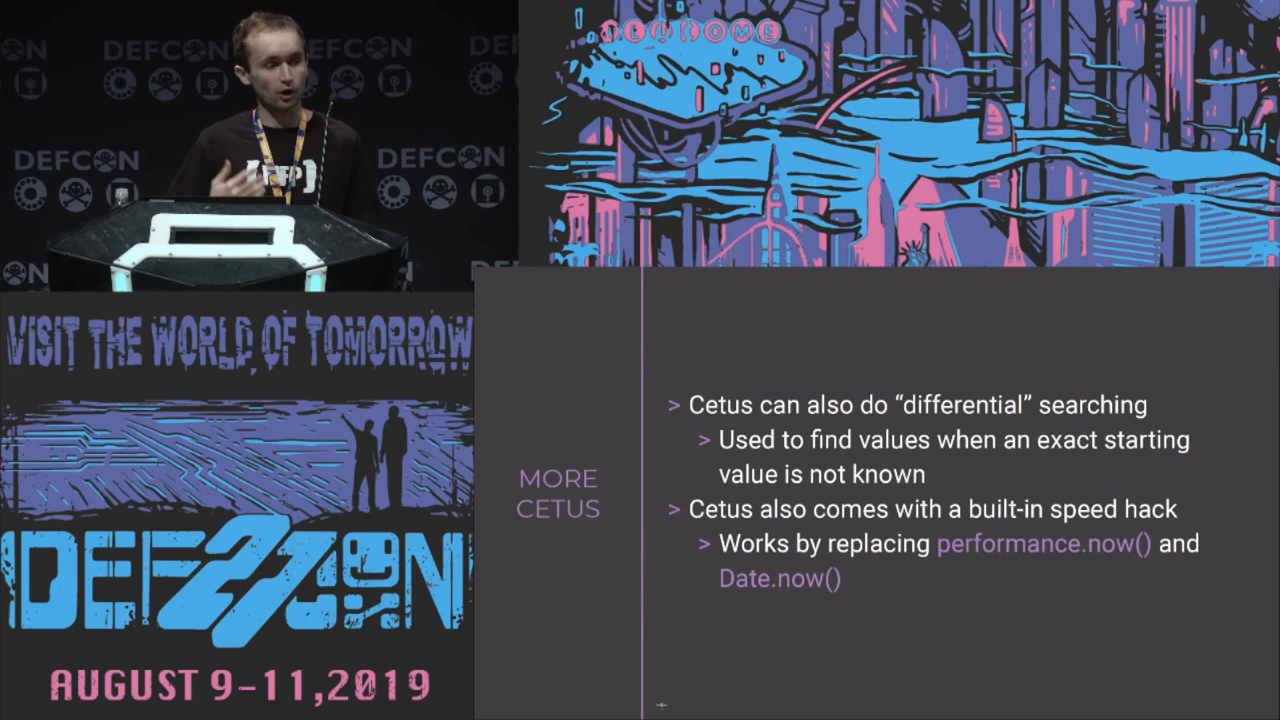 DEFCON
DEFCON
DEFCON
DEFCON
WELCOME
VISIT THE WORLD OF TOMORROW
DEF27CON
AUGUST 9-11,2019
MORE
CETUS
> Cetus can also do “differential” searching
> Used to find values when an exact starting
value is not known
> Cetus also comes with a built-in speed hack
> Works by replacing performance.now() and
Date.now()